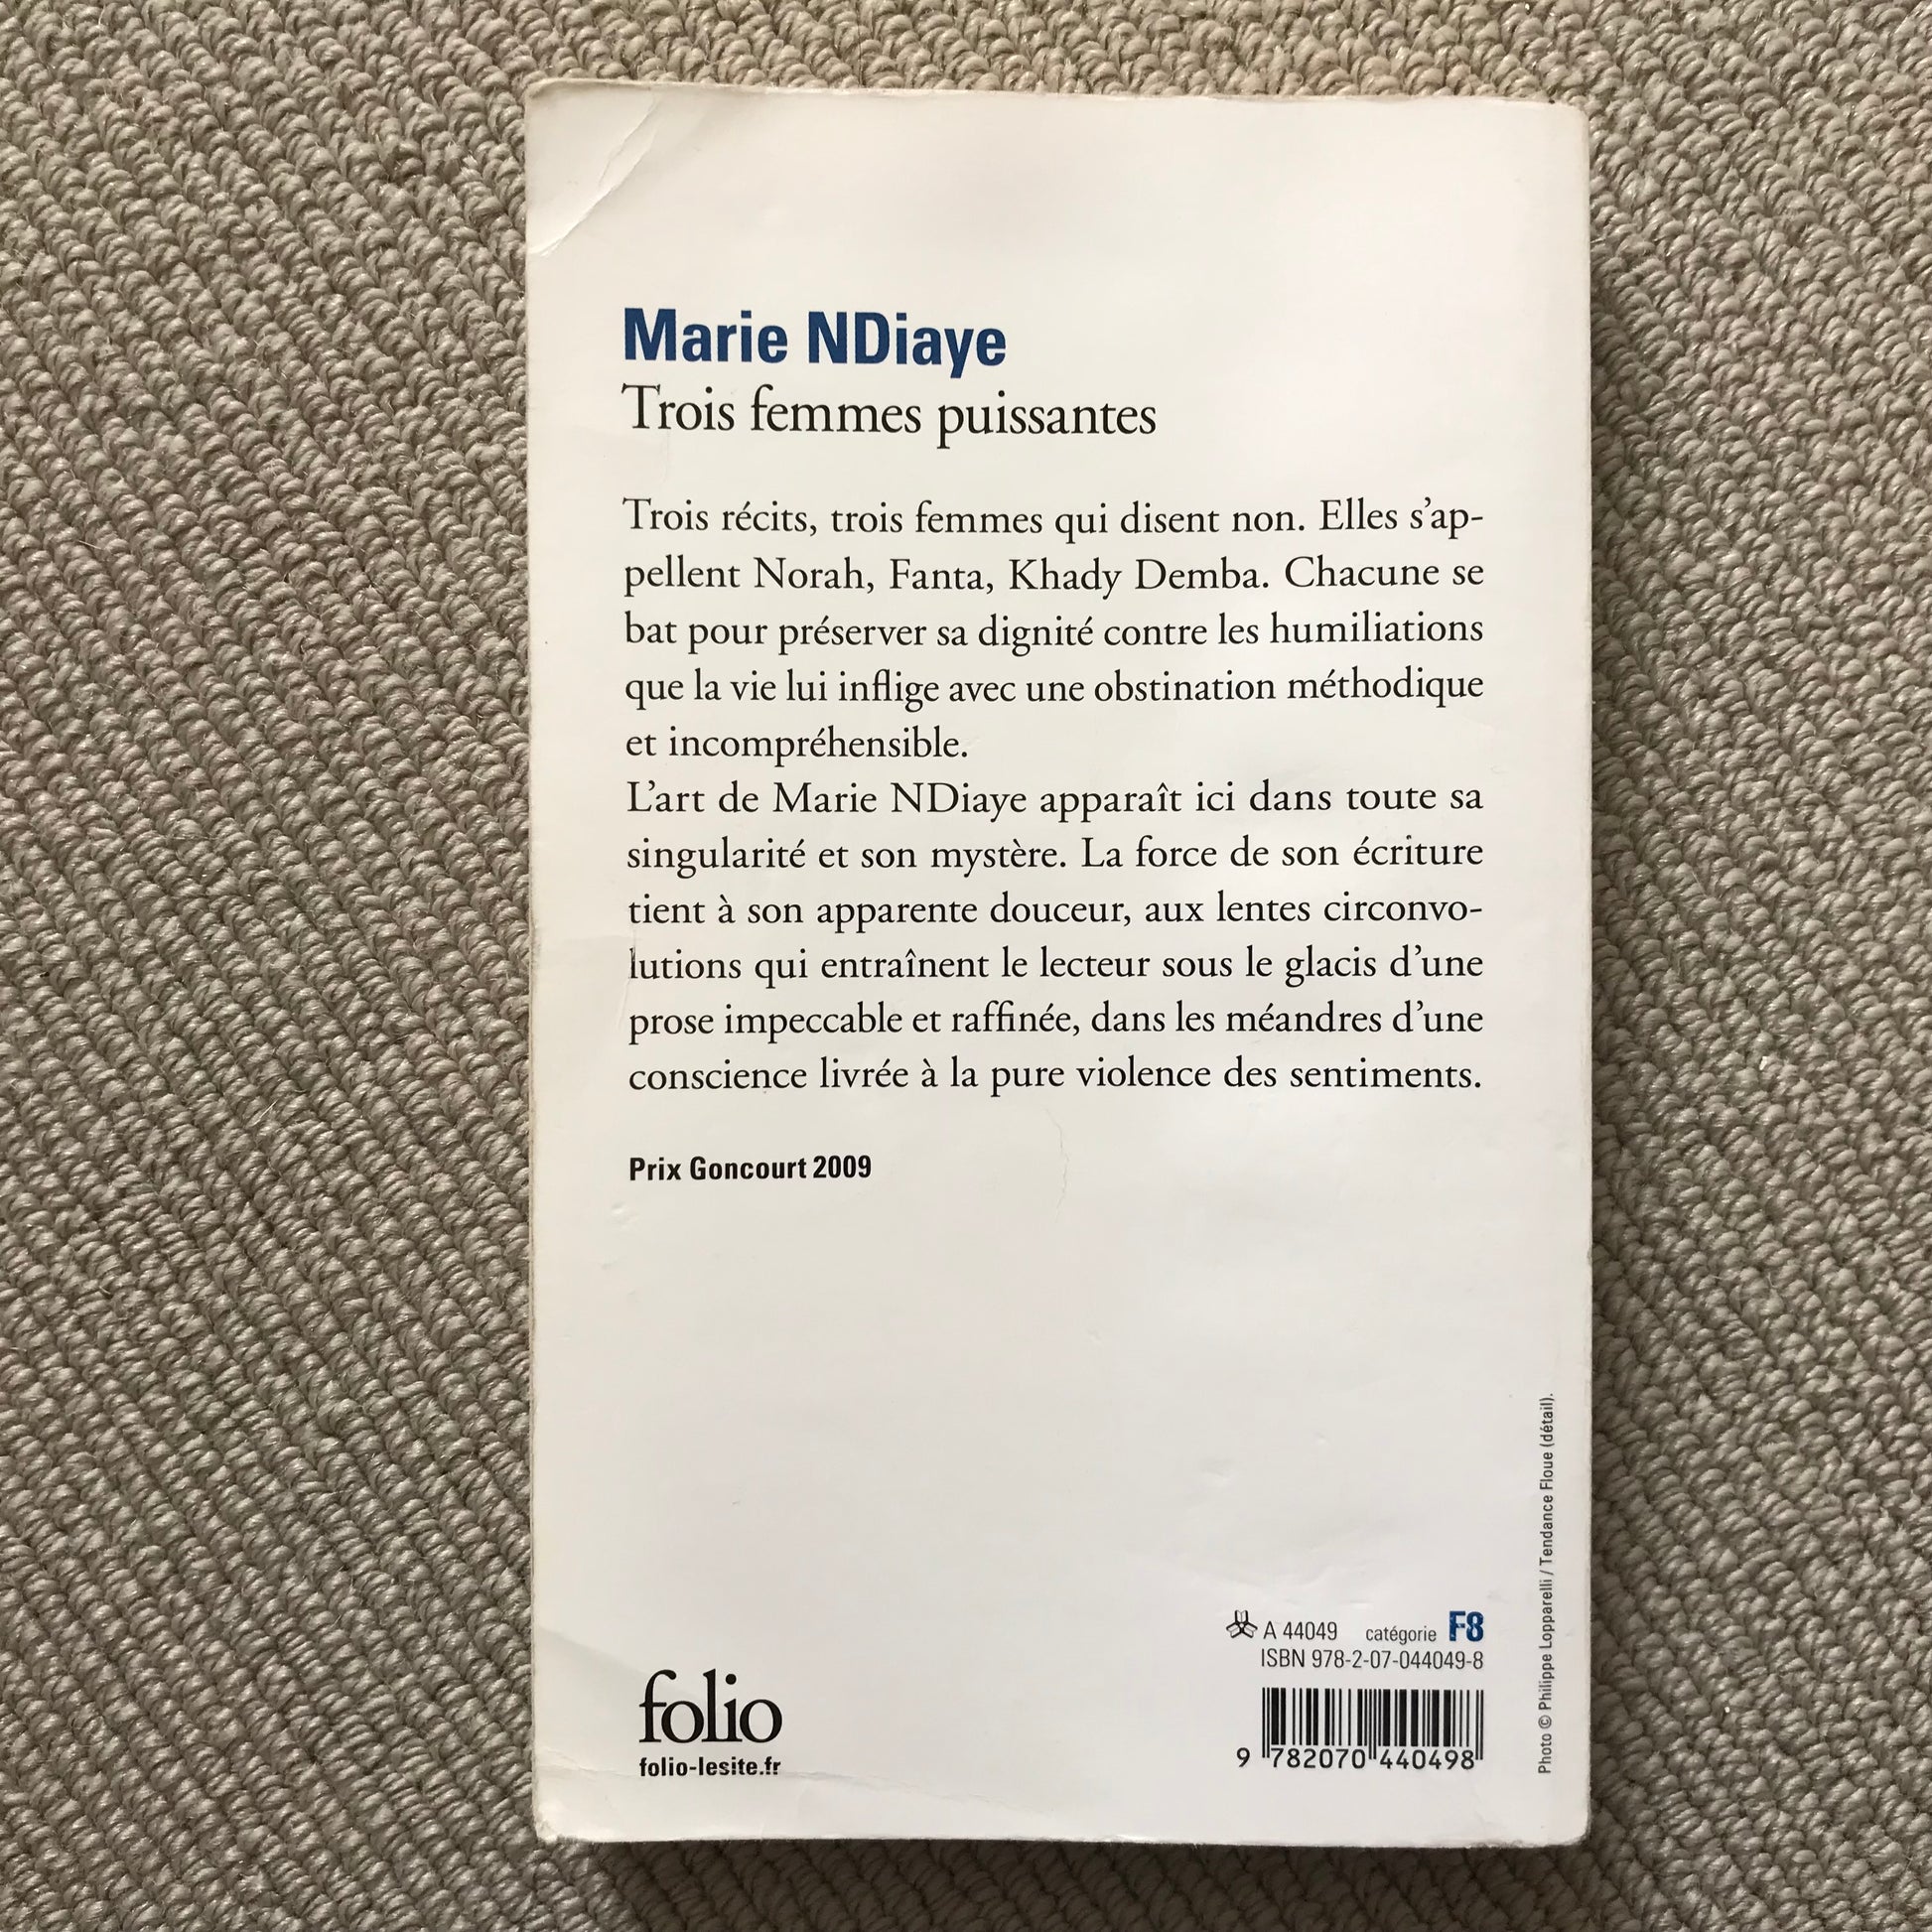 Marie NDiaye
Trois femmes puissantes
Trois récits, trois femmes qui disent non. Elles s'ap-
pellent Norah, Fanta, Khady Demba. Chacune se
bat pour préserver sa dignité contre les humiliations
que la vie lui inflige avec une obstination méthodique
et incompréhensible.
L'art de Marie NDiaye apparaît ici dans toute sa
singularité et son mystère. La force de son écriture
tient à son apparente douceur, aux lentes circonvo-
lutions qui entraînent le lecteur sous le glacis d'une
prose impeccable et raffinée, dans les méandres d'une
conscience livrée à la pure violence des sentiments.
Prix Goncourt 2009
folio
folio-lesite.fr
A 44049 catégorie F8
ISBN 978-2-07-044049-8
9 782070 440498
Photo © Philippe Lopparelli / Tendance Floue (détail).